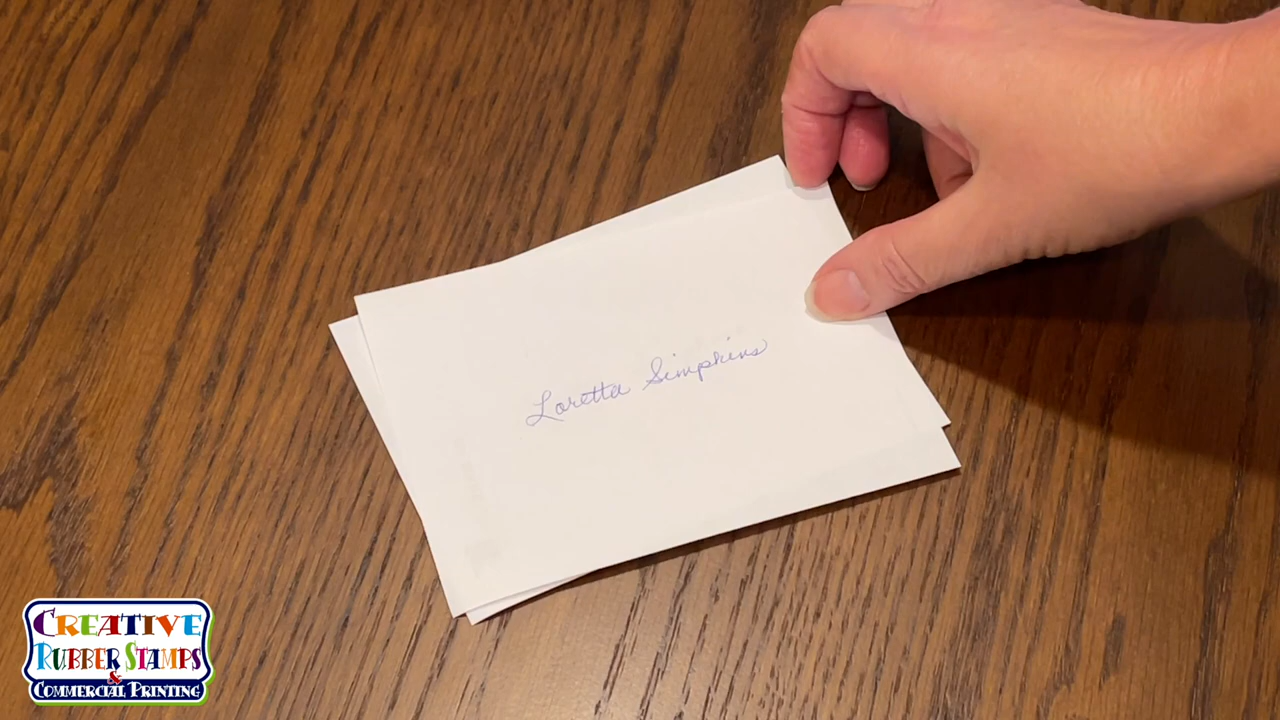 Loretta Simpkins
CREATIVE
RUBBER STAMPS
&
COMMERCIAL PRINTING